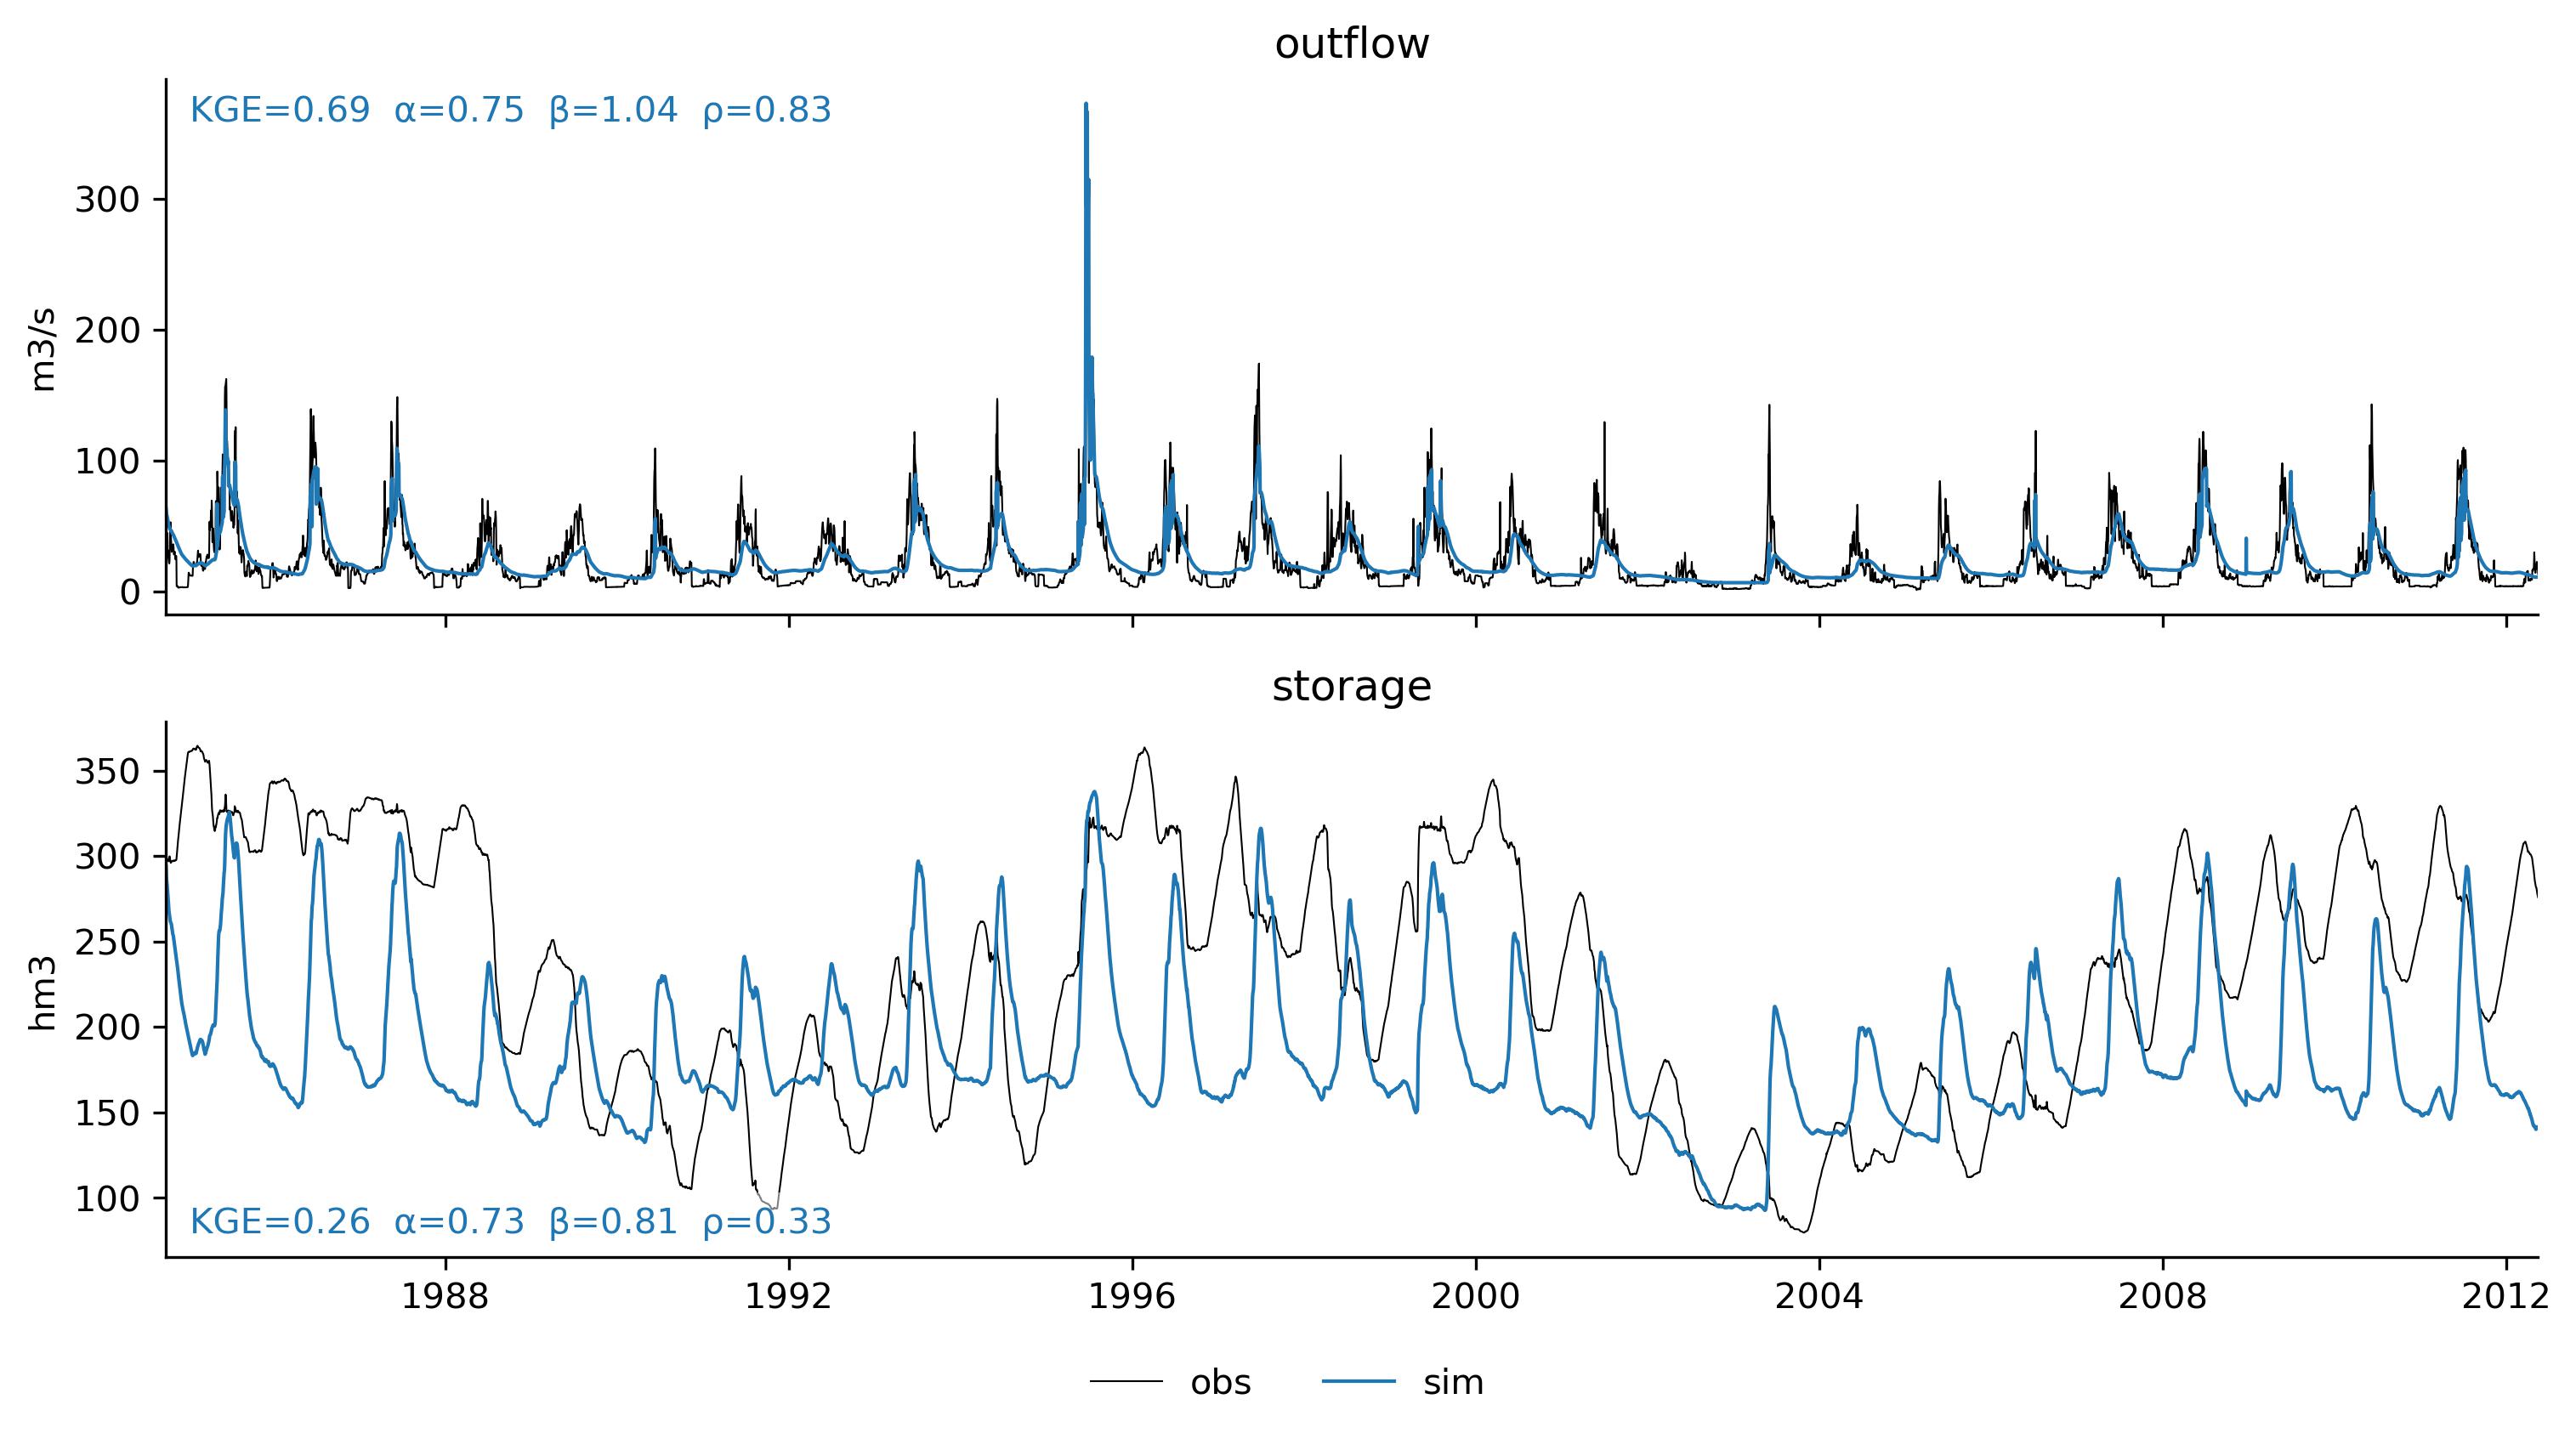 outflow
KGE=0.69 α=0.75 β=1.04 ρ=0.83
300
200
100
0
m3/s
storage
350
300
250
200
150
100
hm3
KGE=0.26 α=0.73 β=0.81 ρ=0.33
1988 1992 1996 2000 2004 2008 2012
obs sim